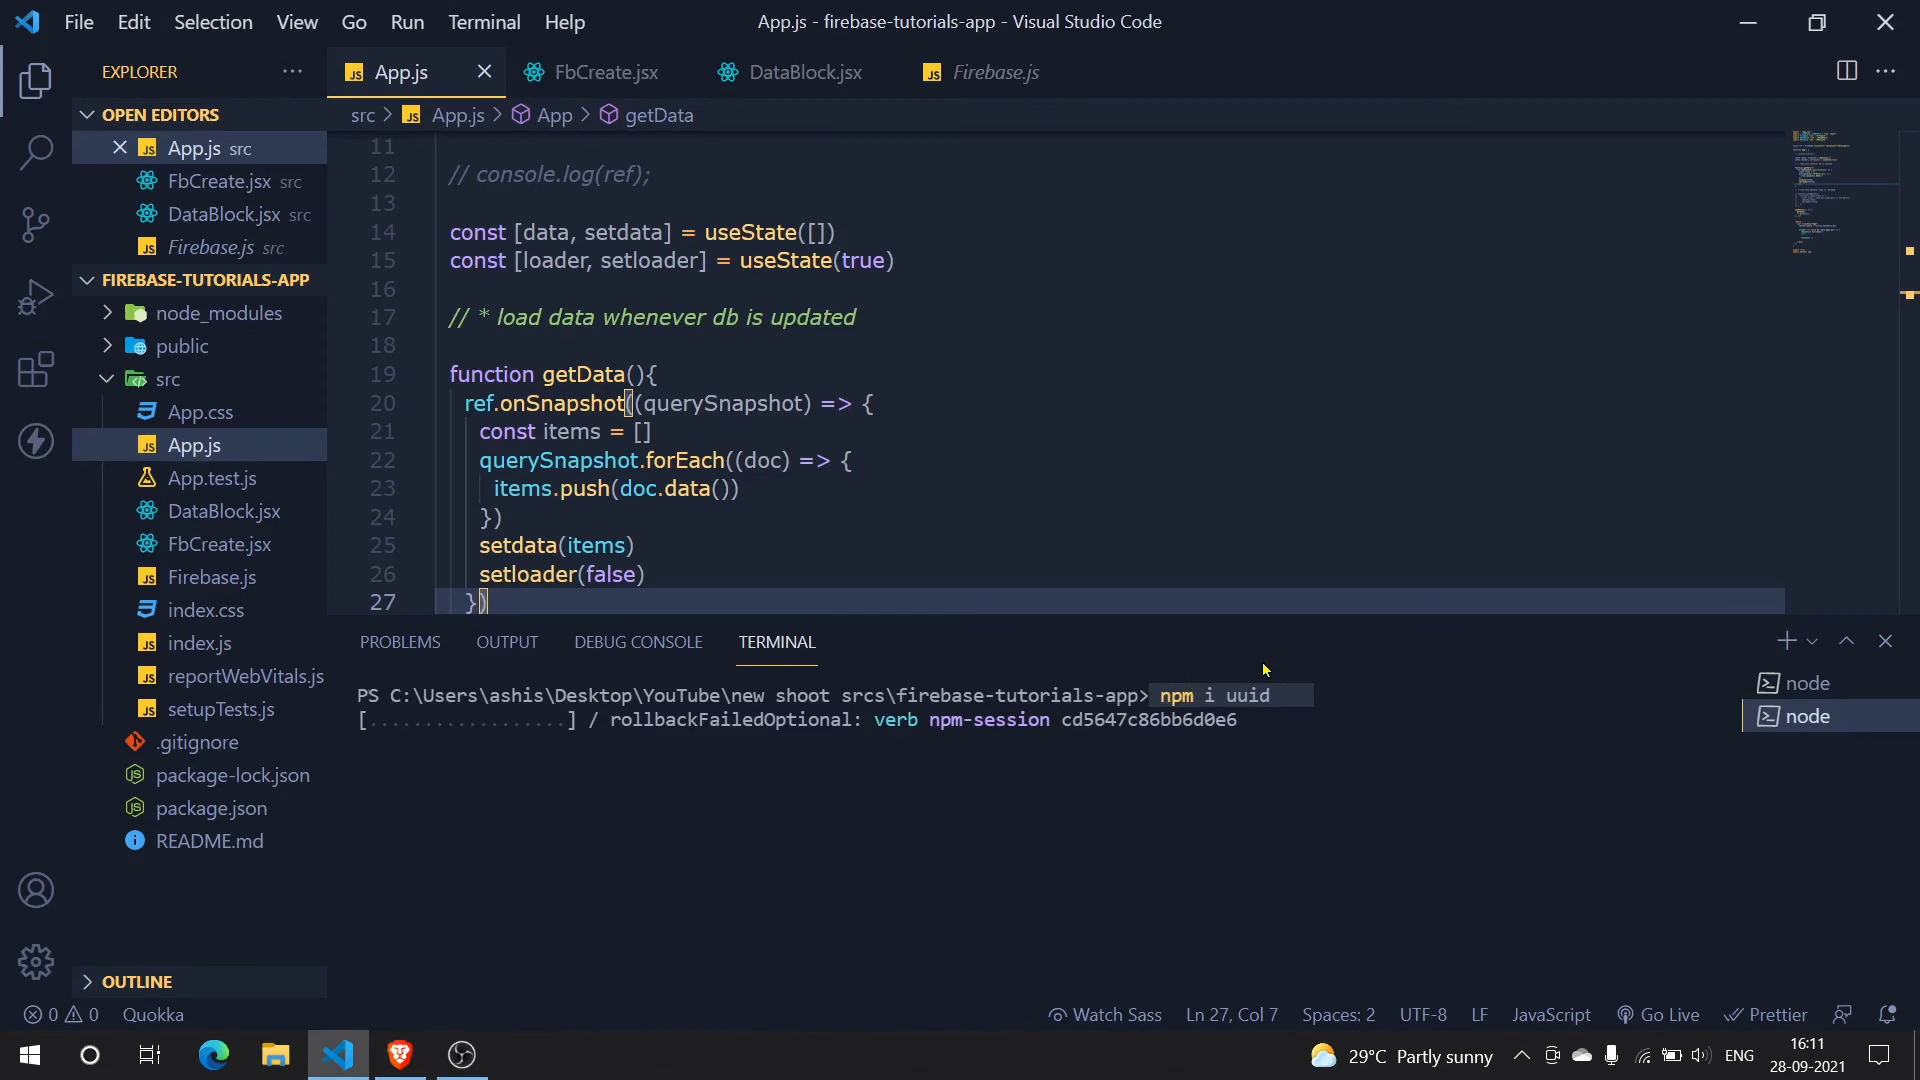 File Edit Selection View Go Run Terminal Help
App.js - firebase-tutorials-app - Visual Studio Code
EXPLORER
App.js
FbCreate.jsx
DataBlock.jsx
Firebase.js
OPEN EDITORS
App.js src
FbCreate.jsx src
DataBlock.jsx src
Firebase.js src
FIREBASE-TUTORIALS-APP
node_modules
public
src
App.css
App.js
App.test.js
DataBlock.jsx
FbCreate.jsx
Firebase.js
index.css
index.js
reportWebVitals.js
setupTests.js
.gitignore
package-lock.json
package.json
README.md
OUTLINE
src > App.js > App > getData
11
12 // console.log(ref);
13
14 const [data, setdata] = useState([])
15 const [loader, setloader] = useState(true)
16
17 // * load data whenever db is updated
18
19 function getData(){
20 ref.onSnapshot((querySnapshot) => {
21 const items = []
22 querySnapshot.forEach((doc) => {
23 items.push(doc.data())
24 })
25 setdata(items)
26 setloader(false)
27 })
PROBLEMS OUTPUT DEBUG CONSOLE TERMINAL
PS C:\Users\ashis\Desktop\YouTube\new shoot srcs\firebase-tutorials-app> npm i uuid
[..................] / rollbackFailedOptional: verb npm-session cd5647c86bb6d0e6
node
node
0 0 Quokka
Watch Sass Ln 27, Col 7 Spaces: 2 UTF-8 LF JavaScript Go Live Prettier
29°C Partly sunny
ENG
16:11
28-09-2021